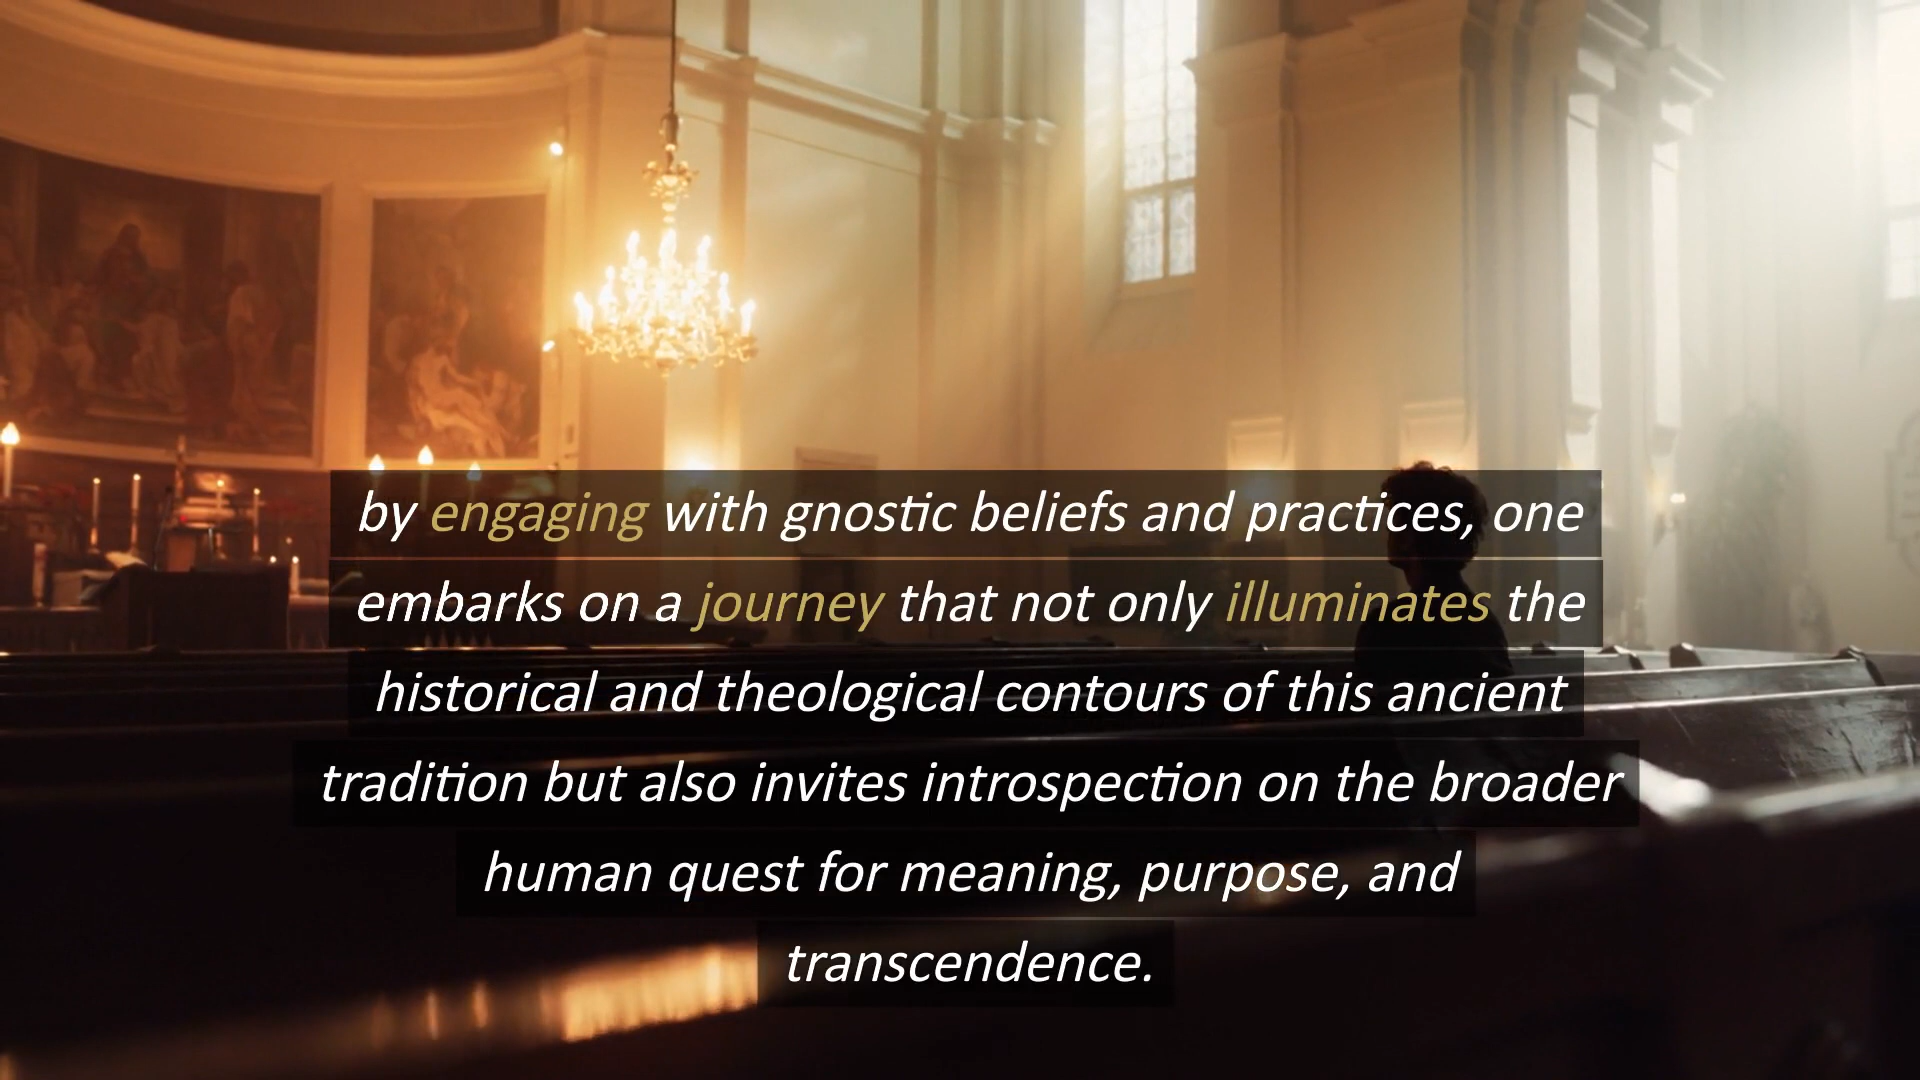 by engaging with gnostic beliefs and practices, one
embarks on a journey that not only illuminates the
historical and theological contours of this ancient
tradition but also invites introspection on the broader
human quest for meaning, purpose, and
transcendence.